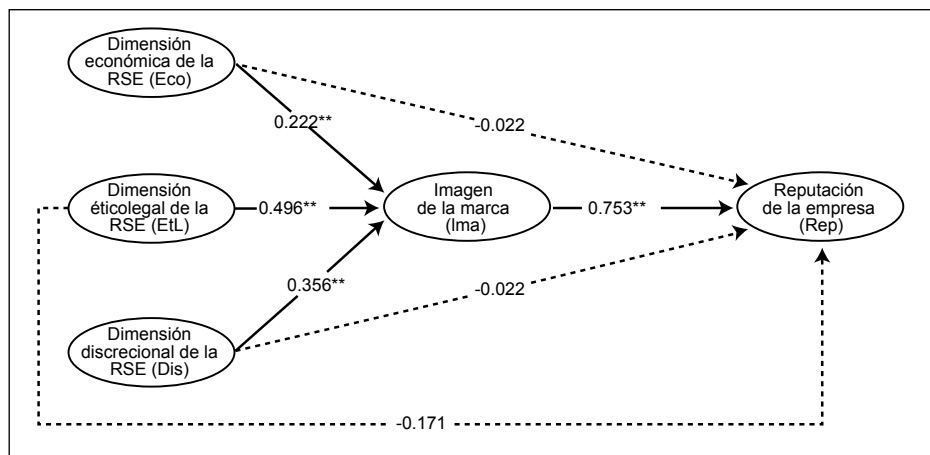 Dimensión
económica de la
RSE (Eco)
0.222**
-0.022
Dimensión
éticolegal de la
RSE (EtL)
0.496**
Imagen
de la marca
(Ima)
0.753**
Reputación
de la empresa
(Rep)
0.356**
-0.022
Dimensión
discrecional de la
RSE (Dis)
-0.171